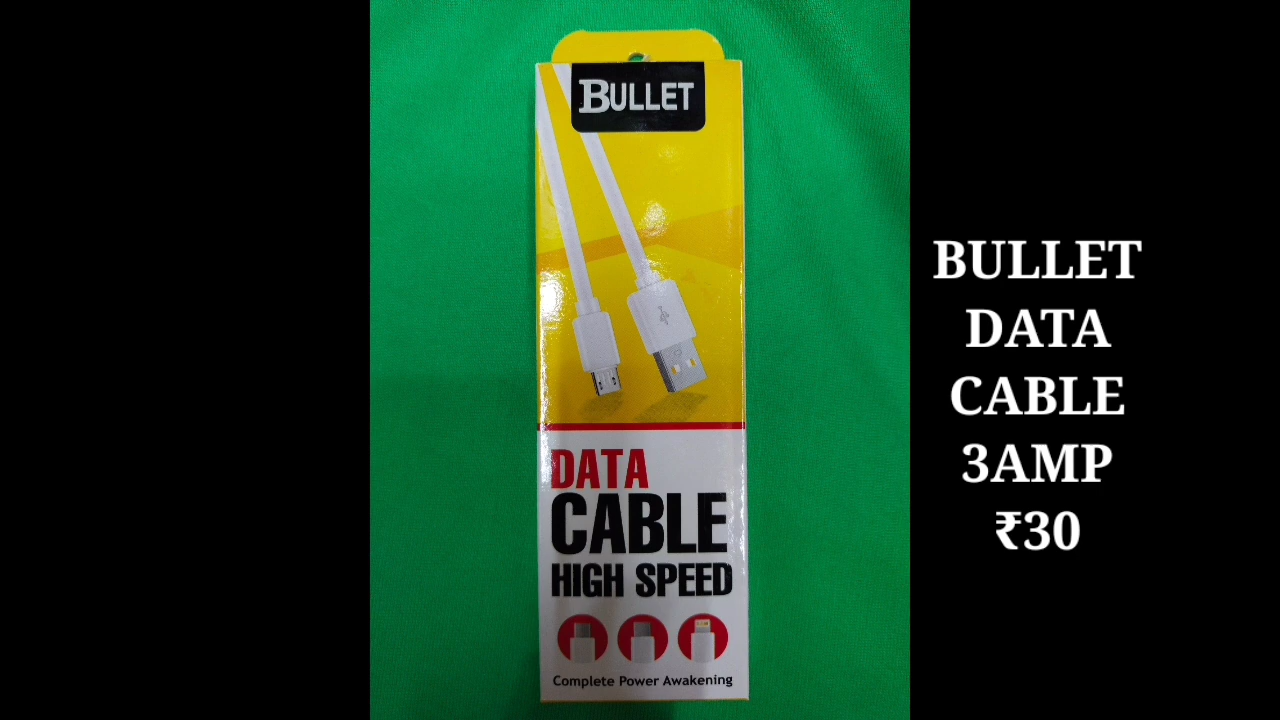 BULLET
DATA
CABLE
HIGH SPEED
Complete Power Awakening
BULLET
DATA
CABLE
3AMP
₹30